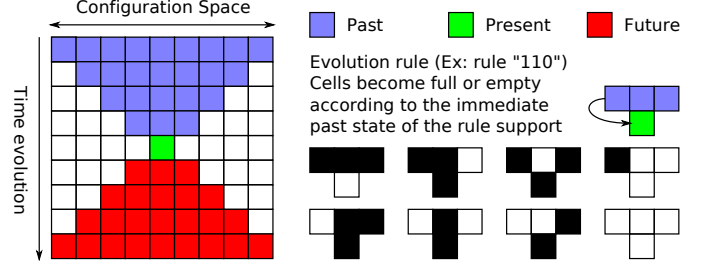 Configuration Space
Time evolution
Past
Present
Future
Evolution rule (Ex: rule "110")
Cells become full or empty
according to the immediate
past state of the rule support